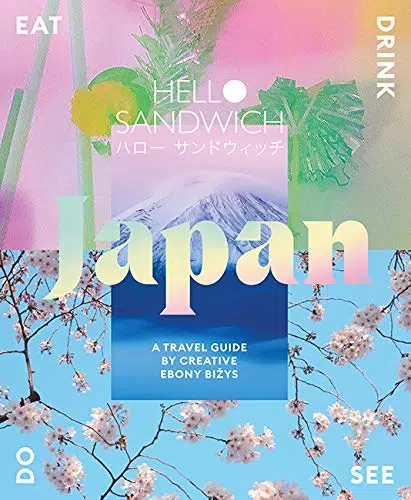 EAT
DRINK
HELLO
SANDWICH
ハロー サンドウィッチ
Japan
A TRAVEL GUIDE
BY CREATIVE
EBONY BIŽYS
DO
SEE